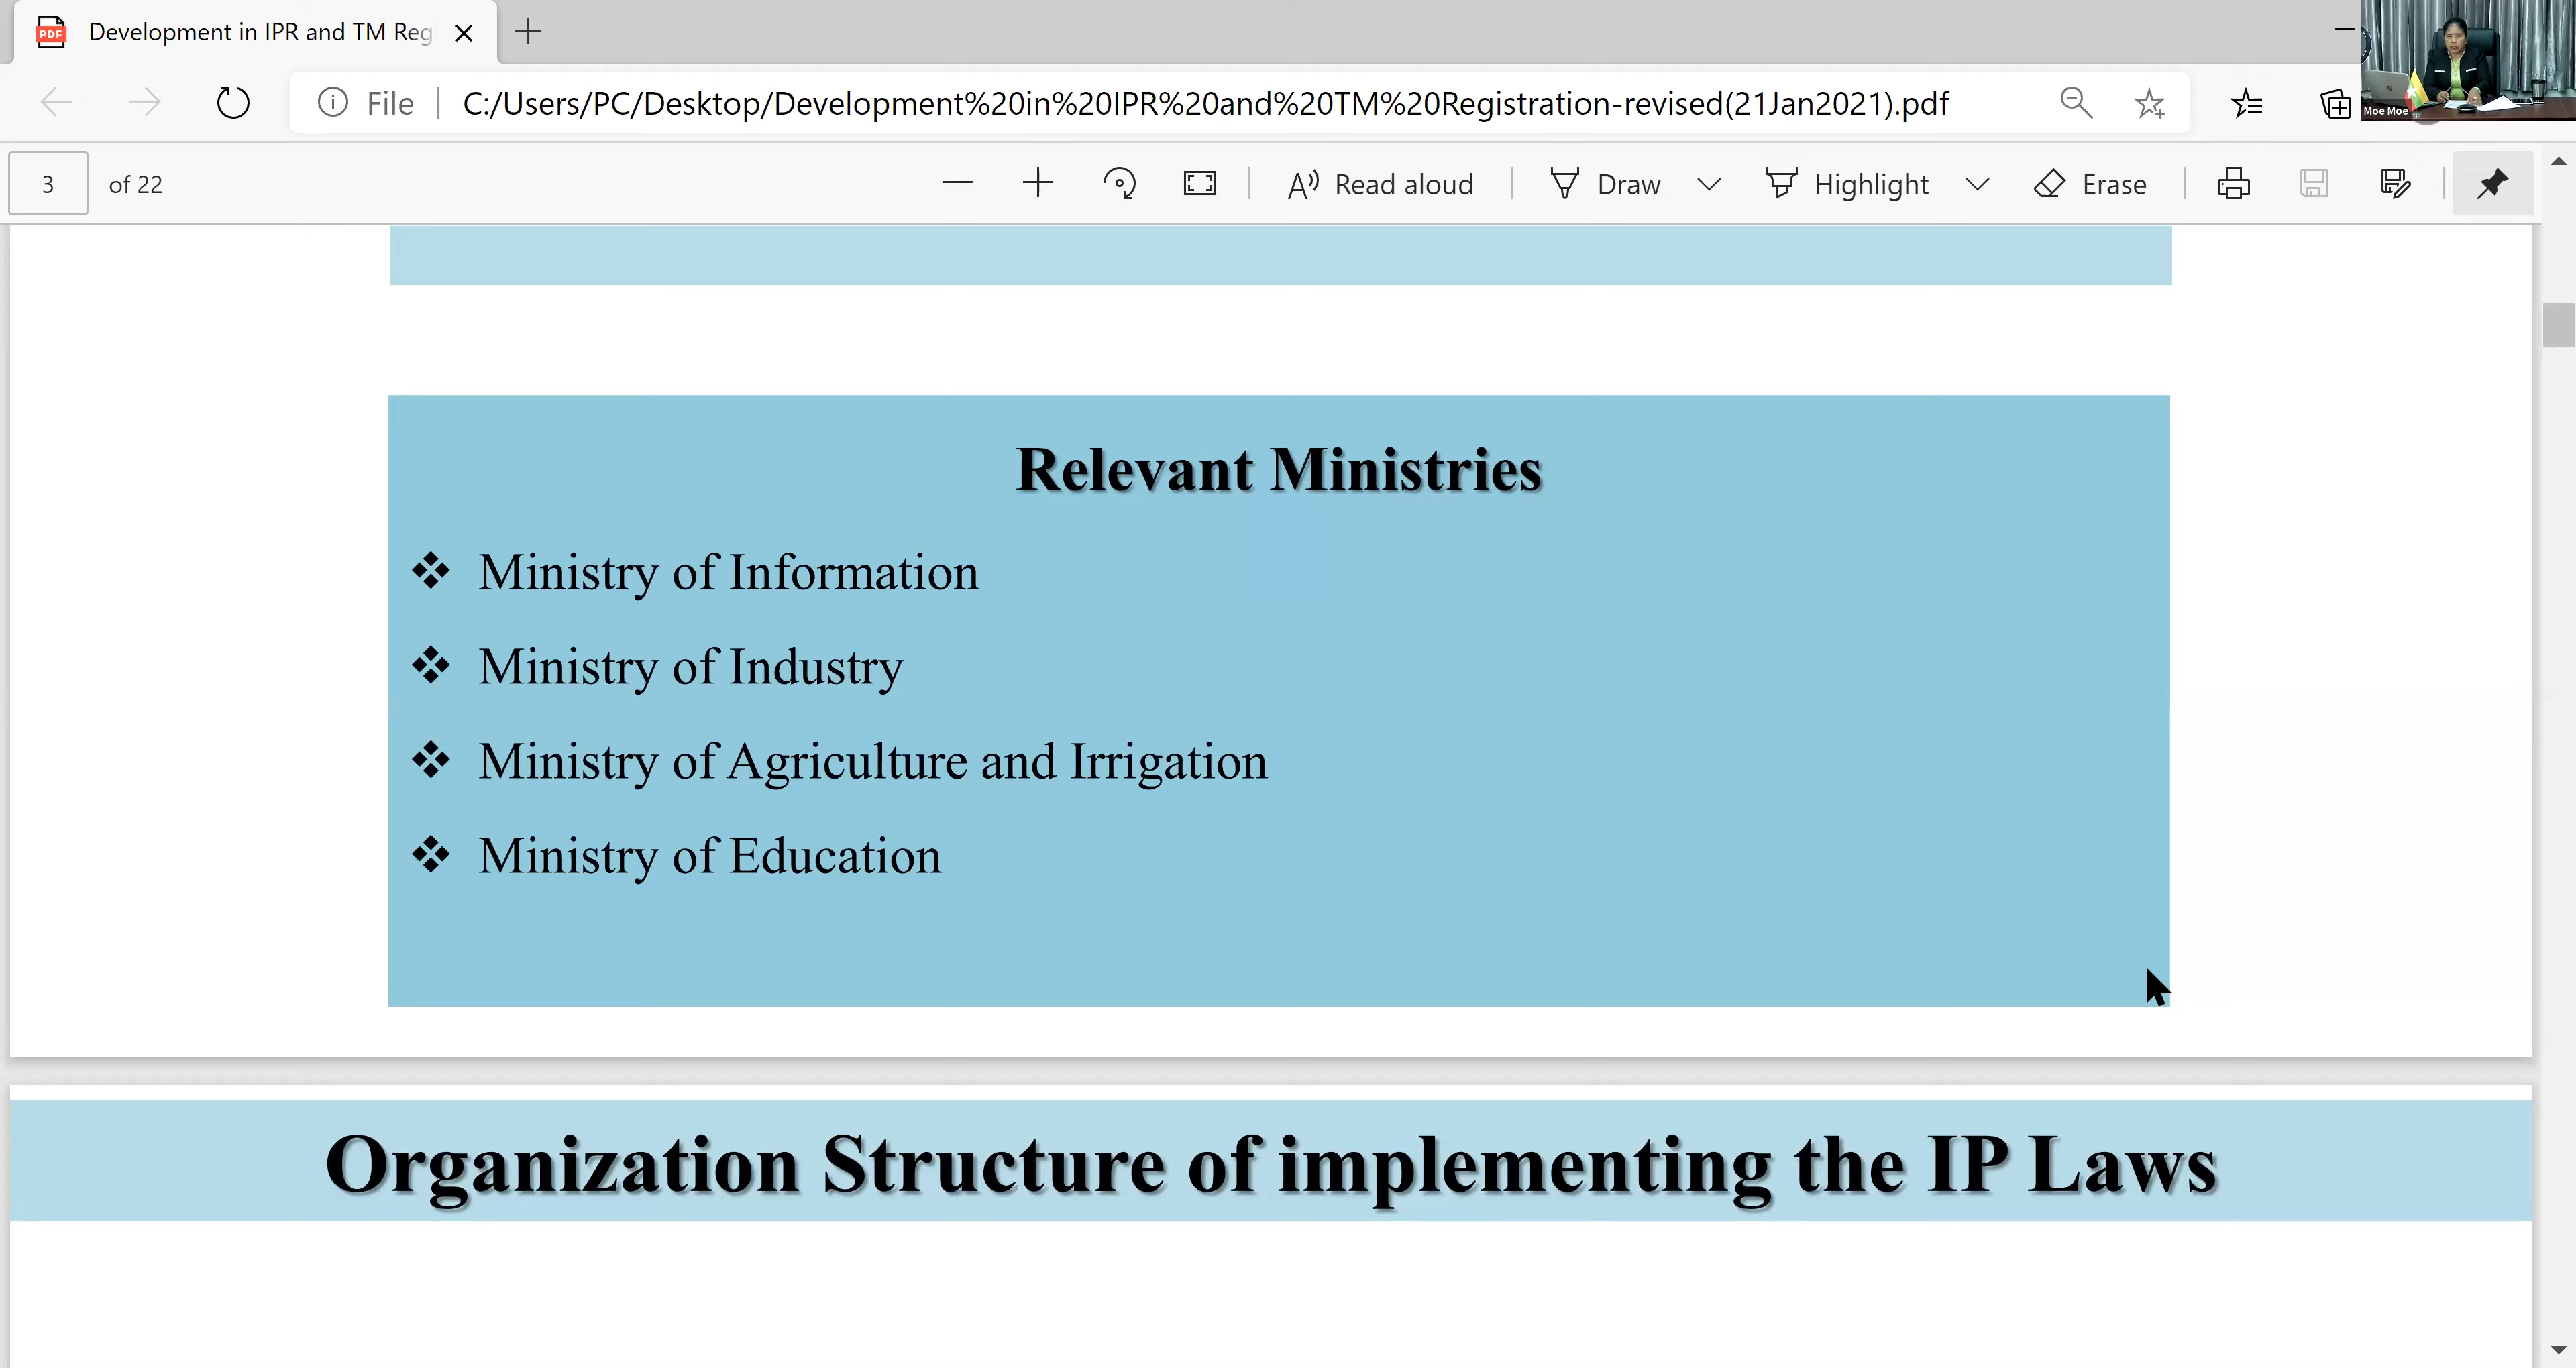 Development in IPR and TM Reg
File
C:/Users/PC/Desktop/Development%20in%20IPR%20and%20TM%20Registration-revised(21Jan2021).pdf
Moe Moe
3 of 22
Read aloud
Draw
Highlight
Erase
Relevant Ministries
❖ Ministry of Information
❖ Ministry of Industry
❖ Ministry of Agriculture and Irrigation
❖ Ministry of Education
Organization Structure of implementing the IP Laws